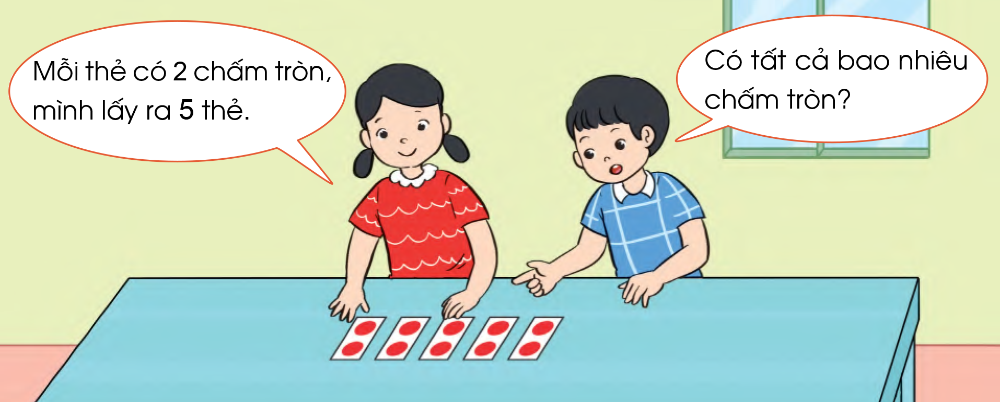 Mỗi thẻ có 2 chấm tròn,
mình lấy ra 5 thẻ.
Có tất cả bao nhiêu
chấm tròn?